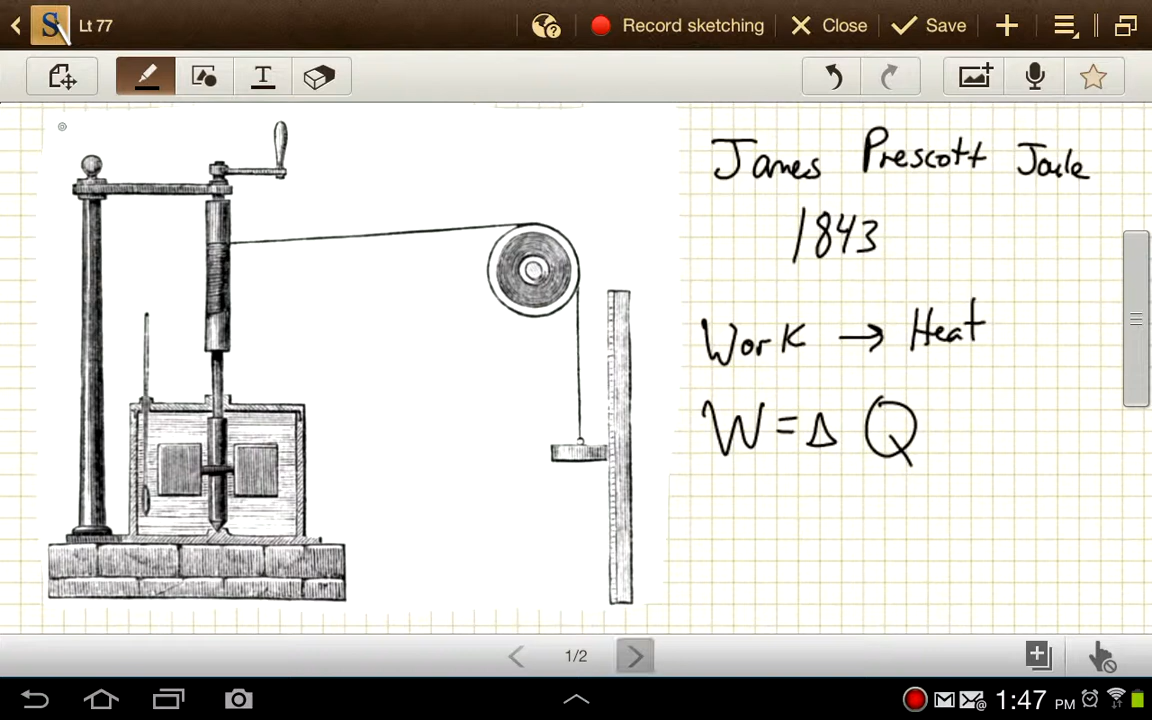 S Lt 77 Record sketching Close Save
T
James Prescott Joule
1843
Work → Heat
W = Δ Q
1/2
1:47 PM